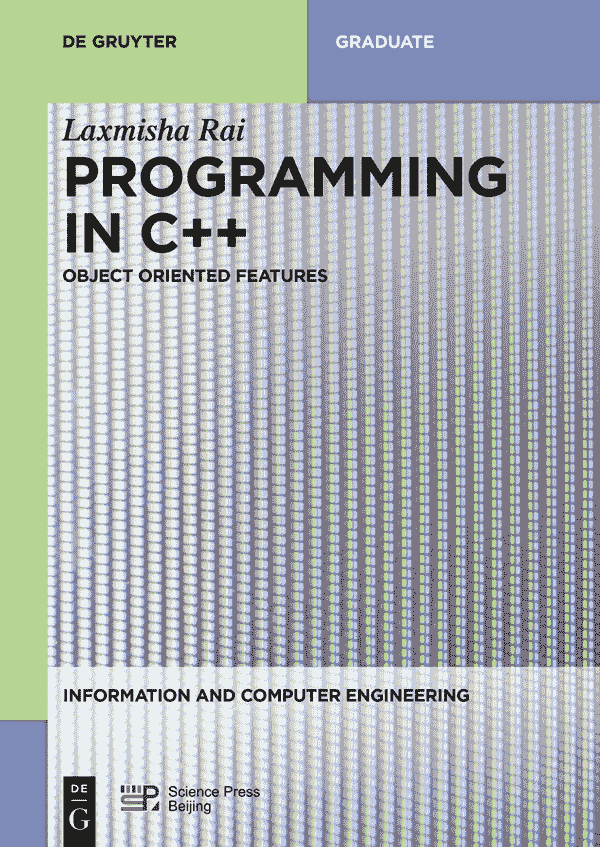 DE GRUYTER
GRADUATE
Laxmisha Rai
PROGRAMMING
IN C++
OBJECT ORIENTED FEATURES
INFORMATION AND COMPUTER ENGINEERING
DE
G
Science Press
Beijing